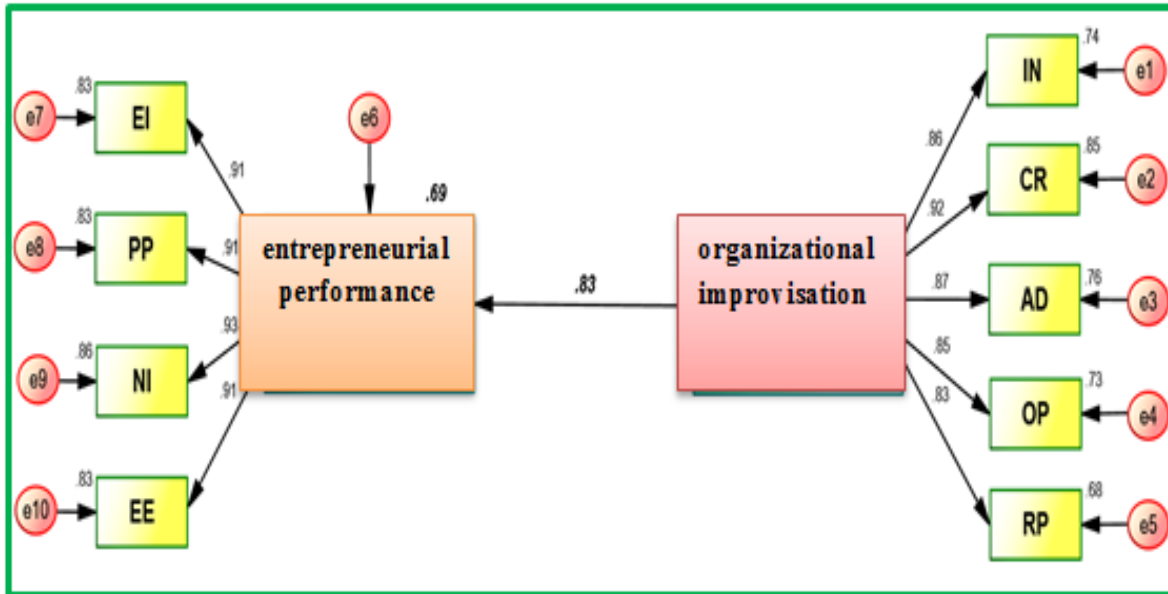 .83
e7
EI
.91
.83
e8
PP
.91
.86
e9
NI
.93
.83
e10
EE
.91
e6
.69
entrepreneurial
performance
.83
organizational
improvisation
.74
IN
e1
.86
.85
CR
e2
.92
.76
AD
e3
.87
.73
OP
e4
.85
.68
RP
e5
.83